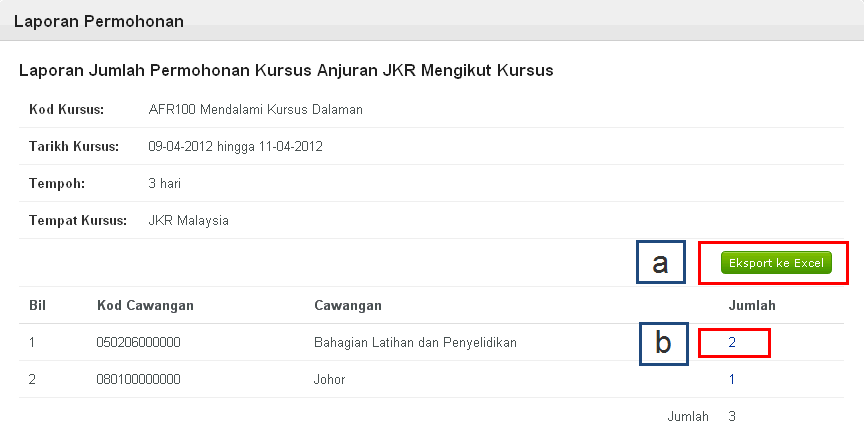 Laporan Permohonan
Laporan Jumlah Permohonan Kursus Anjuran JKR Mengikut Kursus
Kod Kursus: AFR100 Mendalami Kursus Dalaman
Tarikh Kursus: 09-04-2012 hingga 11-04-2012
Tempoh: 3 hari
Tempat Kursus: JKR Malaysia
a Eksport ke Excel
Bil Kod Cawangan Cawangan Jumlah
1 050206000000 Bahagian Latihan dan Penyelidikan b 2
2 080100000000 Johor 1
Jumlah 3